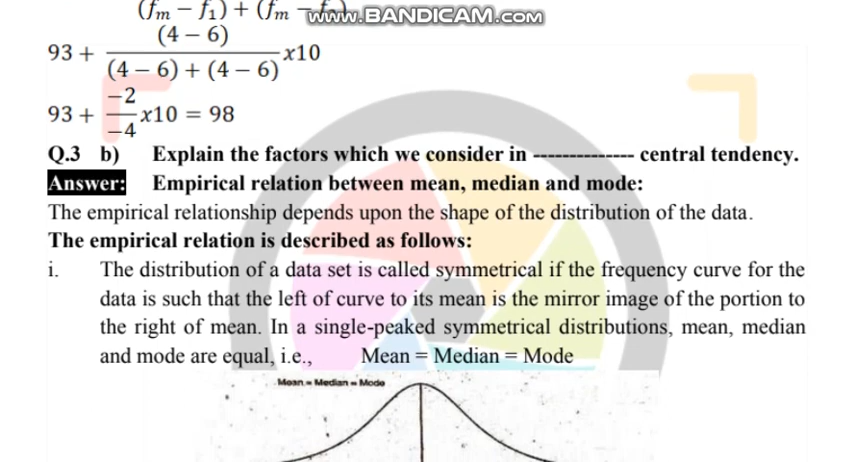 (fₘ − f₁) + (fₘ −
WWW.BANDICAM.COM
(4 − 6)
93 + ─────────────── x10
(4 − 6) + (4 − 6)
−2
93 + ── x10 = 98
−4
Q.3 b) Explain the factors which we consider in -------------- central tendency.
Answer: Empirical relation between mean, median and mode:
The empirical relationship depends upon the shape of the distribution of the data.
The empirical relation is described as follows:
i. The distribution of a data set is called symmetrical if the frequency curve for the
data is such that the left of curve to its mean is the mirror image of the portion to
the right of mean. In a single-peaked symmetrical distributions, mean, median
and mode are equal, i.e., Mean = Median = Mode
Mean = Median = Mode